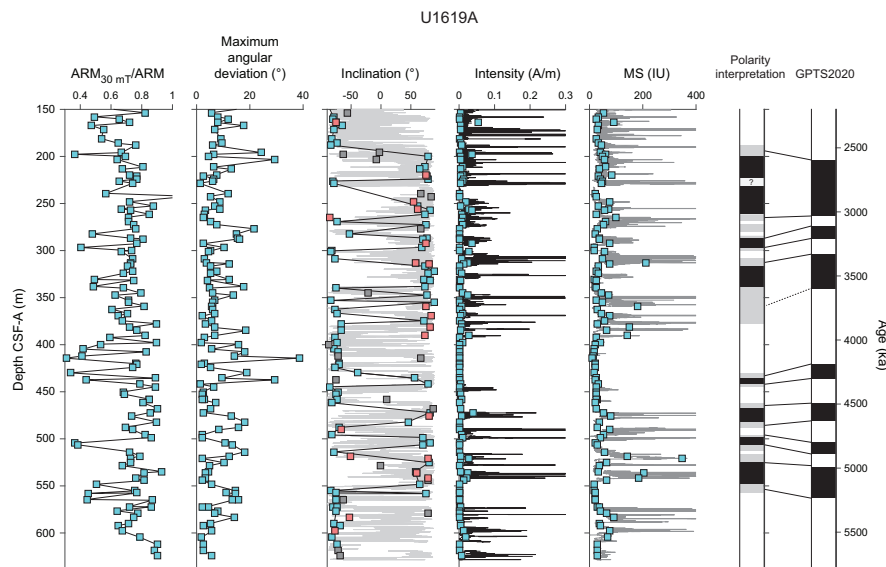 U1619A
Maximum
angular
deviation (°)
ARM30 mT/ARM
Inclination (°)
Intensity (A/m)
MS (IU)
Polarity
interpretation
GPTS2020
0.4 0.6 0.8 1
0 20 40
-50 0 50
0 0.1 0.2 0.3
0 200 400
150
200
250
300
350
400
450
500
550
600
Depth CSF-A (m)
?
2500
3000
3500
4000
4500
5000
5500
Age (ka)